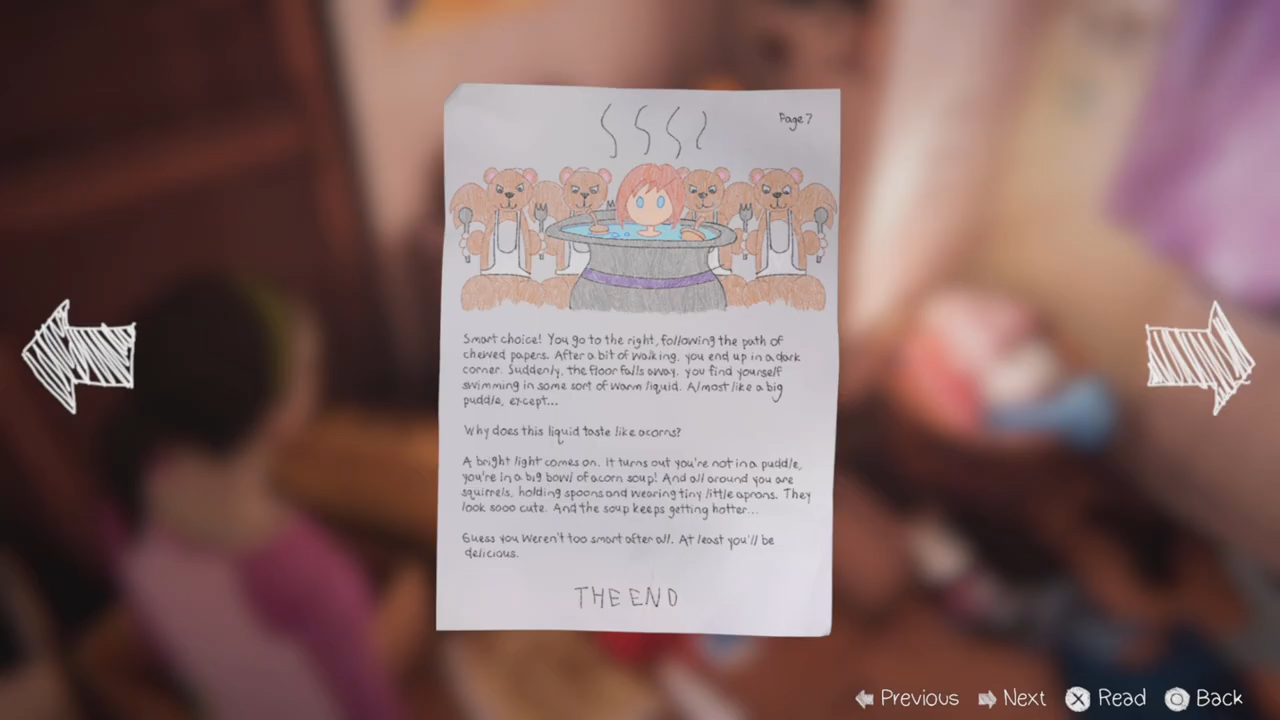 Page 7
Smart choice! You go to the right, following the path of
chewed papers. After a bit of walking, you end up in a dark
corner. Suddenly, the floor falls away, you find yourself
swimming in some sort of warm liquid. Almost like a big
puddle, except...
Why does this liquid taste like acorns?
A bright light comes on. It turns out you're not in a puddle,
you're in a big bowl of acorn soup! And all around you are
squirrels, holding spoons and wearing tiny little aprons. They
look sooo cute. And the soup keeps getting hotter...
Guess you weren't too smart after all. At least you'll be
delicious.
THE END
Previous Next Read Back